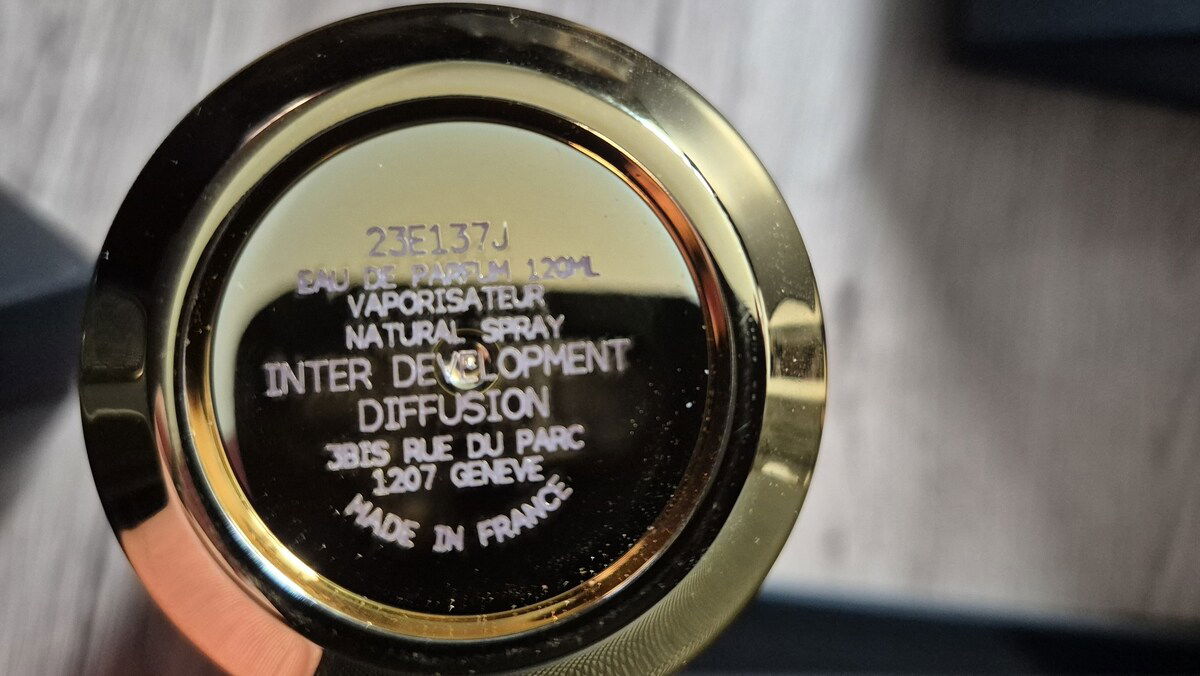 23E137J
EAU DE PARFUM 120ML
VAPORISATEUR
NATURAL SPRAY
INTER DEVELOPMENT
DIFFUSION
3BIS RUE DU PARC
1207 GENEVE
MADE IN FRANCE